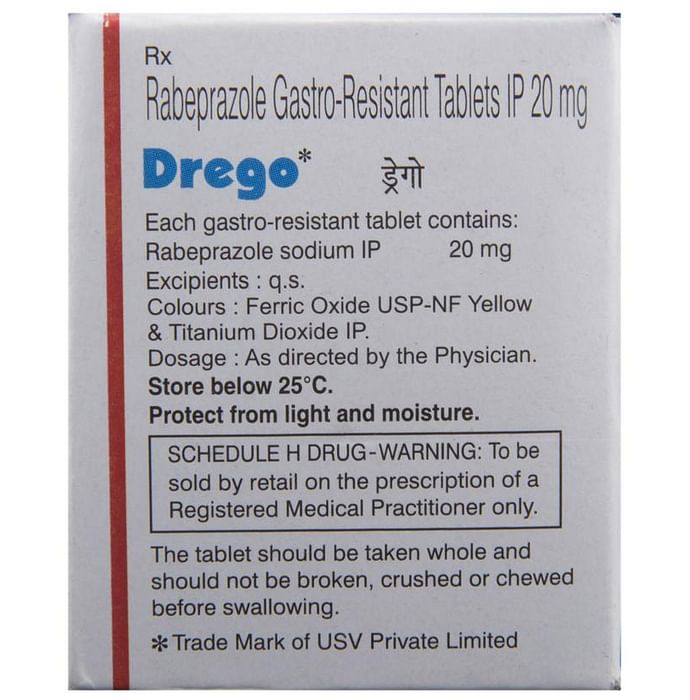 Rx
Rabeprazole Gastro-Resistant Tablets IP 20 mg
Drego* ड्रेगो
Each gastro-resistant tablet contains:
Rabeprazole sodium IP 20 mg
Excipients : q.s.
Colours : Ferric Oxide USP-NF Yellow
& Titanium Dioxide IP.
Dosage : As directed by the Physician.
Store below 25°C.
Protect from light and moisture.
SCHEDULE H DRUG-WARNING: To be
sold by retail on the prescription of a
Registered Medical Practitioner only.
The tablet should be taken whole and
should not be broken, crushed or chewed
before swallowing.
* Trade Mark of USV Private Limited